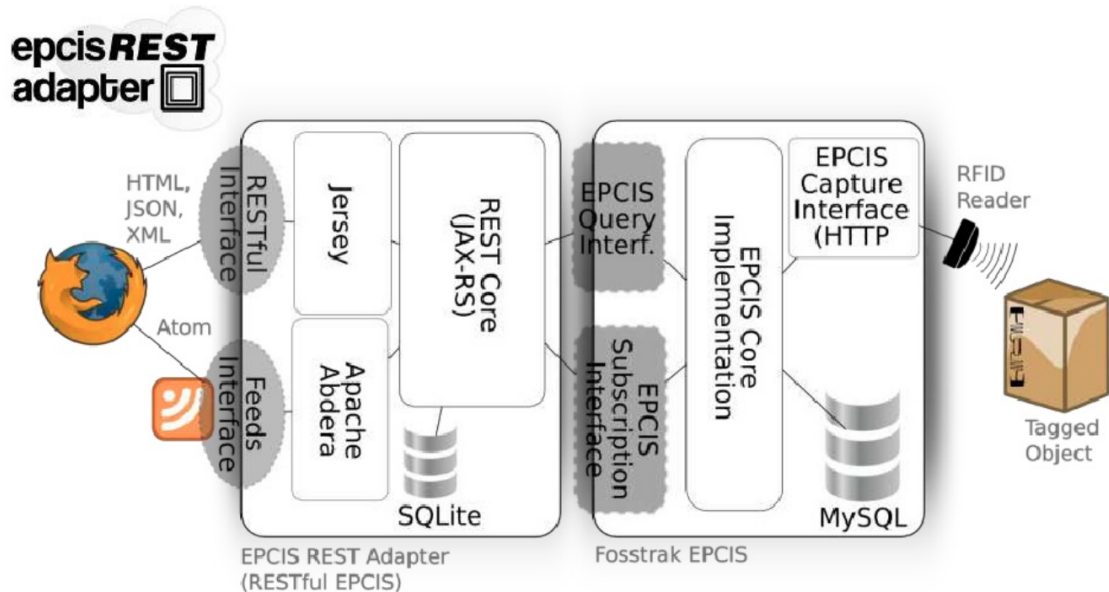 epcisREST
adapter
HTML,
JSON,
XML
Atom
RESTful
Interface
Feeds
Interface
Jersey
Apache
Abdera
REST Core
(JAX-RS)
SQLite
EPCIS REST Adapter
(RESTful EPCIS)
EPCIS
Query
Interf.
EPCIS
Subscription
Interface
EPCIS Core
Implementation
EPCIS
Capture
Interface
(HTTP
MySQL
Fosstrak EPCIS
RFID
Reader
Tagged
Object